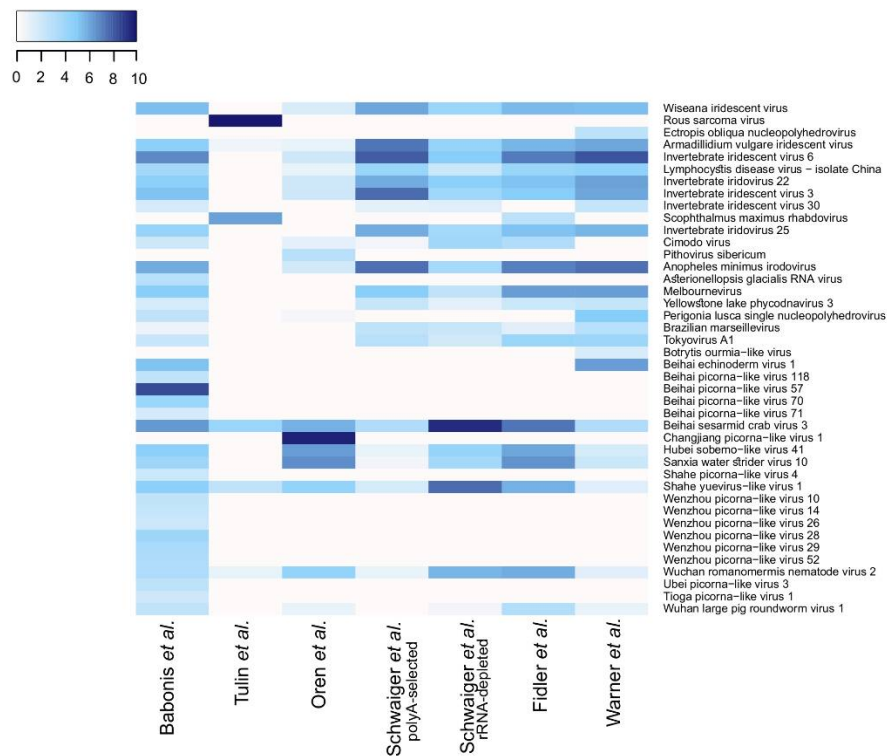 0 2 4 6 8 10
Wiseana iridescent virus
Rous sarcoma virus
Ectropis obliqua nucleopolyhedrovirus
Armadillidium vulgare iridescent virus
Invertebrate iridescent virus 6
Lymphocystis disease virus − isolate China
Invertebrate iridovirus 22
Invertebrate iridescent virus 3
Invertebrate iridescent virus 30
Scophthalmus maximus rhabdovirus
Invertebrate iridovirus 25
Cimodo virus
Pithovirus sibericum
Anopheles minimus irodovirus
Asterionellopsis glacialis RNA virus
Melbournevirus
Yellowstone lake phycodnavirus 3
Perigonia lusca single nucleopolyhedrovirus
Brazilian marseillevirus
Tokyovirus A1
Botrytis ourmia−like virus
Beihai echinoderm virus 1
Beihai picorna−like virus 118
Beihai picorna−like virus 57
Beihai picorna−like virus 70
Beihai picorna−like virus 71
Beihai sesarmid crab virus 3
Changjiang picorna−like virus 1
Hubei sobemo−like virus 41
Sanxia water strider virus 10
Shahe picorna−like virus 4
Shahe yuevirus−like virus 1
Wenzhou picorna−like virus 10
Wenzhou picorna−like virus 14
Wenzhou picorna−like virus 26
Wenzhou picorna−like virus 28
Wenzhou picorna−like virus 29
Wenzhou picorna−like virus 52
Wuchan romanomermis nematode virus 2
Ubei picorna−like virus 3
Tioga picorna−like virus 1
Wuhan large pig roundworm virus 1
Babonis et al.
Tulin et al.
Oren et al.
Schwaiger et al.
polyA-selected
Schwaiger et al.
rRNA-depleted
Fidler et al.
Warner et al.